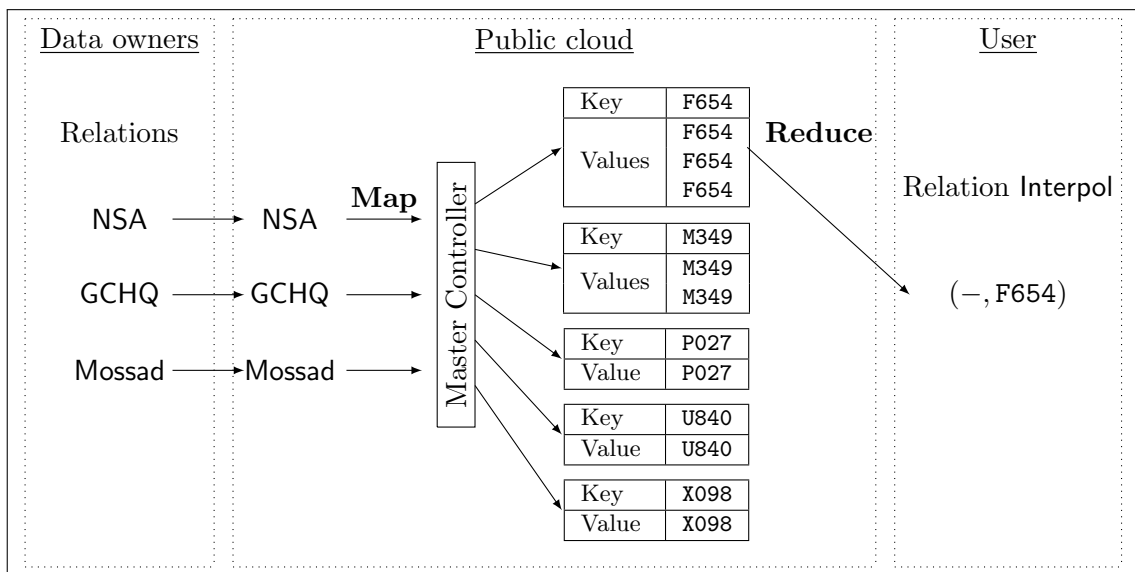 Data owners
Public cloud
User
Relations
NSA
GCHQ
Mossad
NSA
GCHQ
Mossad
Map
Master Controller
Key F654
Values F654
F654
F654
Key M349
Values M349
M349
Key P027
Value P027
Key U840
Value U840
Key X098
Value X098
Reduce
Relation Interpol
(−, F654)